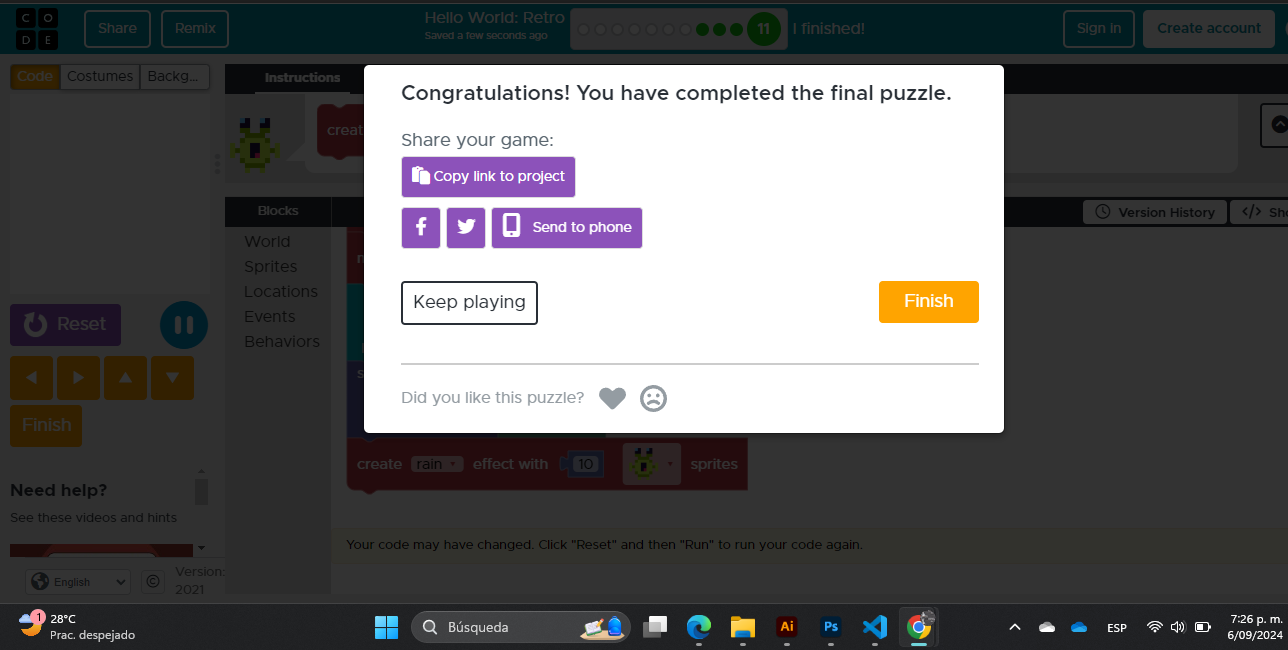 C O
D E
Share
Remix
Hello World: Retro
Saved a few seconds ago
11
I finished!
Sign in
Create account
Code
Costumes
Backg...
Instructions
Congratulations! You have completed the final puzzle.
creat
Share your game:
Copy link to project
Send to phone
Blocks
Version History
</> Sho
World
Sprites
Locations
Events
Behaviors
Keep playing
Finish
Reset
Did you like this puzzle?
Finish
create rain effect with 10 sprites
Need help?
See these videos and hints
Your code may have changed. Click "Reset" and then "Run" to run your code again.
English
©
Version:
2021
1
28°C
Prac. despejado
Búsqueda
Ai
Ps
ESP
7:26 p. m.
6/09/2024